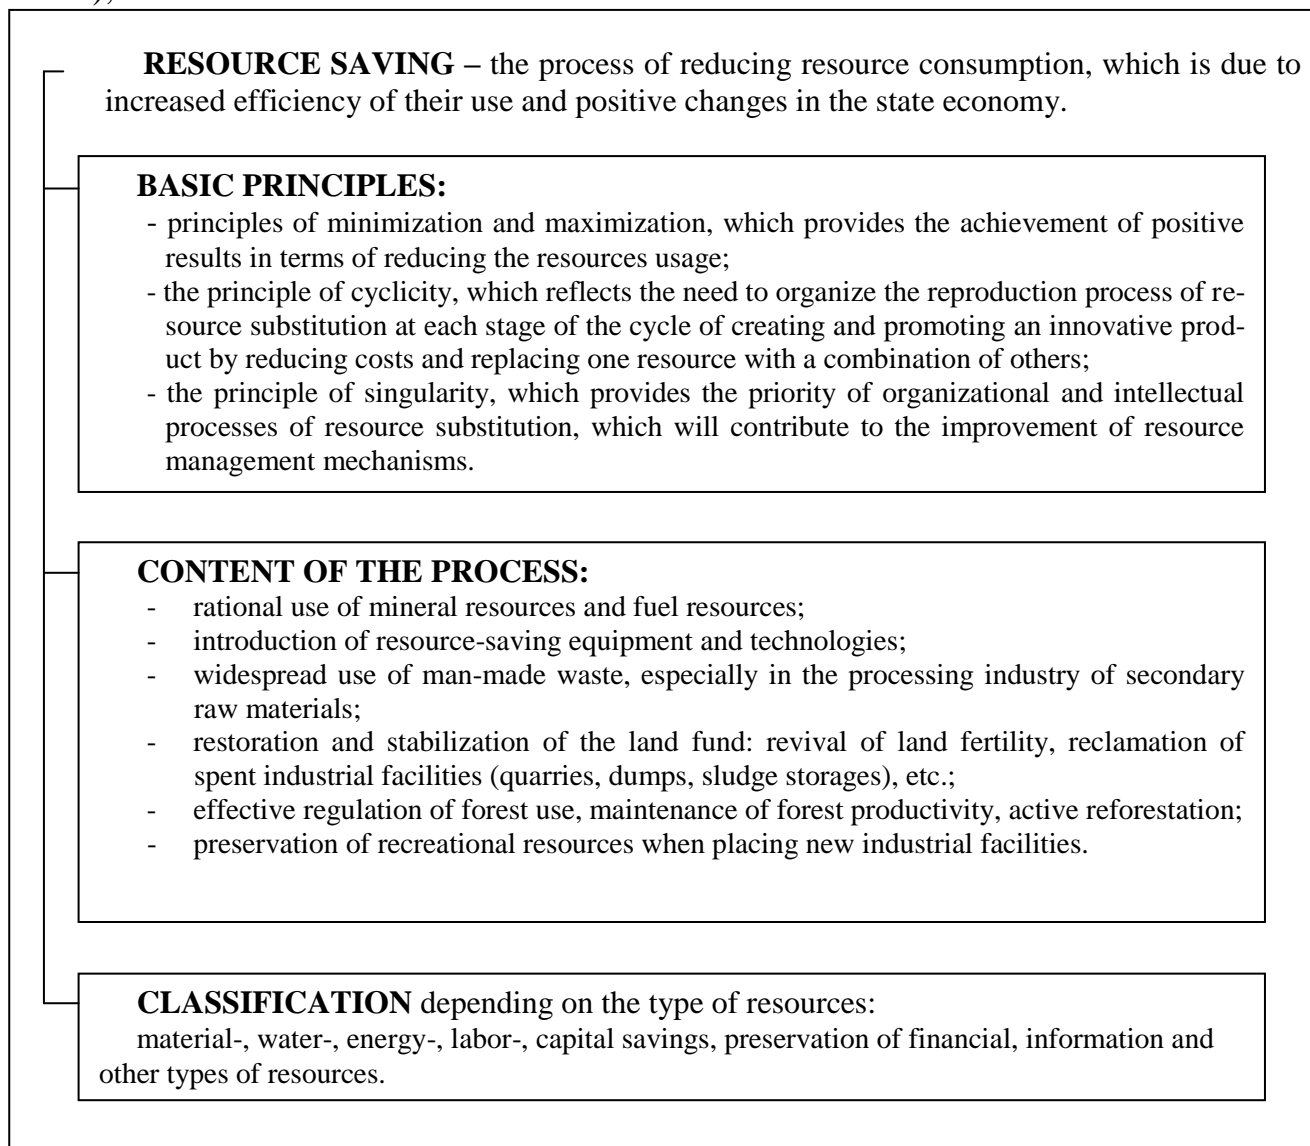 RESOURCE SAVING – the process of reducing resource consumption, which is due to
increased efficiency of their use and positive changes in the state economy.
BASIC PRINCIPLES:
- principles of minimization and maximization, which provides the achievement of positive
results in terms of reducing the resources usage;
- the principle of cyclicity, which reflects the need to organize the reproduction process of re-
source substitution at each stage of the cycle of creating and promoting an innovative prod-
uct by reducing costs and replacing one resource with a combination of others;
- the principle of singularity, which provides the priority of organizational and intellectual
processes of resource substitution, which will contribute to the improvement of resource
management mechanisms.
CONTENT OF THE PROCESS:
- rational use of mineral resources and fuel resources;
- introduction of resource-saving equipment and technologies;
- widespread use of man-made waste, especially in the processing industry of secondary
raw materials;
- restoration and stabilization of the land fund: revival of land fertility, reclamation of
spent industrial facilities (quarries, dumps, sludge storages), etc.;
- effective regulation of forest use, maintenance of forest productivity, active reforestation;
- preservation of recreational resources when placing new industrial facilities.
CLASSIFICATION depending on the type of resources:
material-, water-, energy-, labor-, capital savings, preservation of financial, information and
other types of resources.